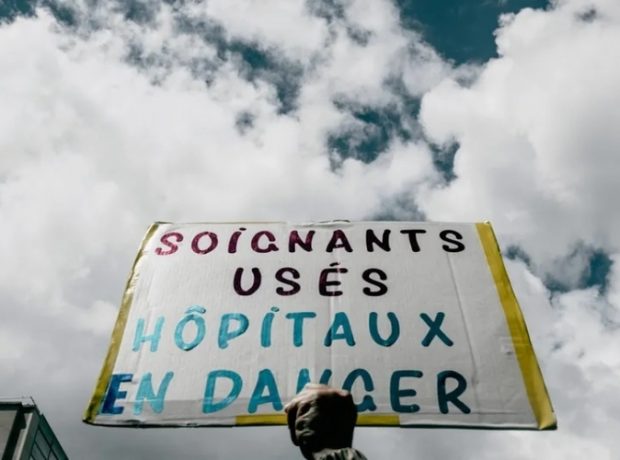 SOIGNANTS
USÉS
HÔPITAUX
EN DANGER